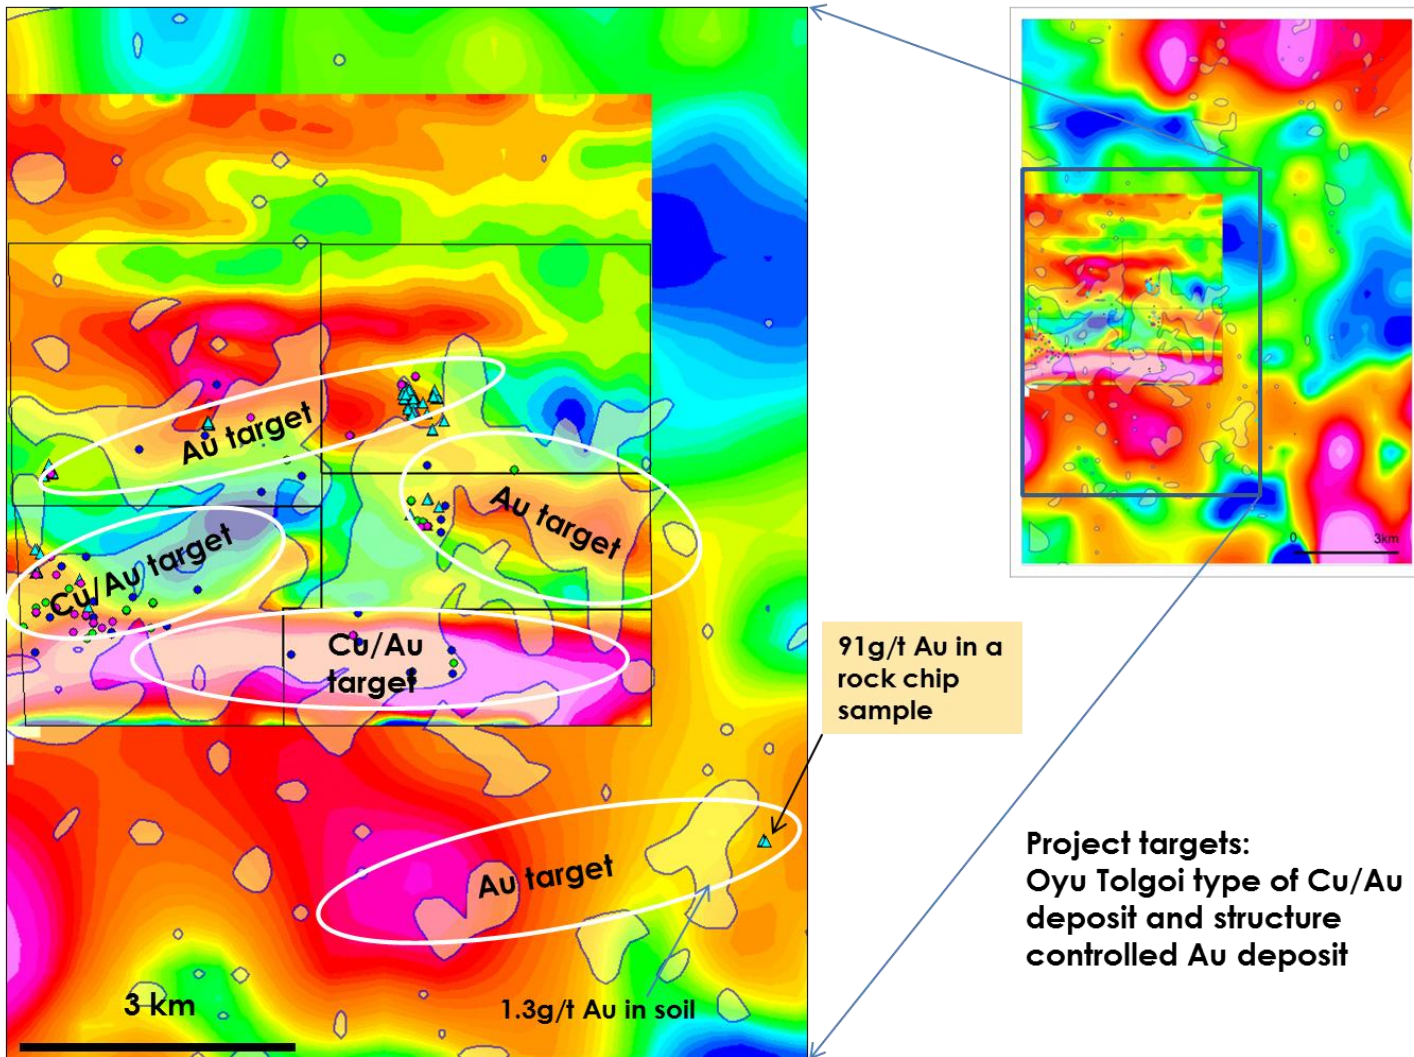 Au target
Au target
Cu/Au target
Cu/Au
target
91g/t Au in a
rock chip
sample
Au target
3 km
1.3g/t Au in soil
0 3km
Project targets:
Oyu Tolgoi type of Cu/Au
deposit and structure
controlled Au deposit